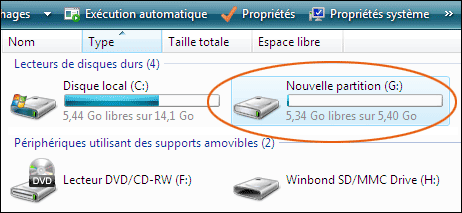 nages Exécution automatique Propriétés Propriétés système »
Nom Type Taille totale Espace libre
Lecteurs de disques durs (4)
Disque local (C:) Nouvelle partition (G:)
5,44 Go libres sur 14,1 Go 5,34 Go libres sur 5,40 Go
Périphériques utilisant des supports amovibles (2)
DVD Lecteur DVD/CD-RW (F:) Winbond SD/MMC Drive (H:)